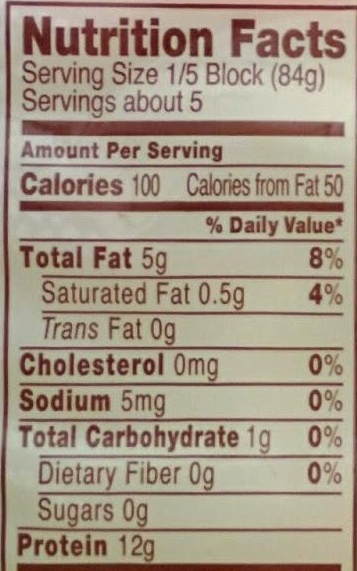 Nutrition Facts
Serving Size 1/5 Block (84g)
Servings about 5
Amount Per Serving
Calories 100 Calories from Fat 50
% Daily Value*
Total Fat 5g 8%
Saturated Fat 0.5g 4%
Trans Fat 0g
Cholesterol 0mg 0%
Sodium 5mg 0%
Total Carbohydrate 1g 0%
Dietary Fiber 0g 0%
Sugars 0g
Protein 12g